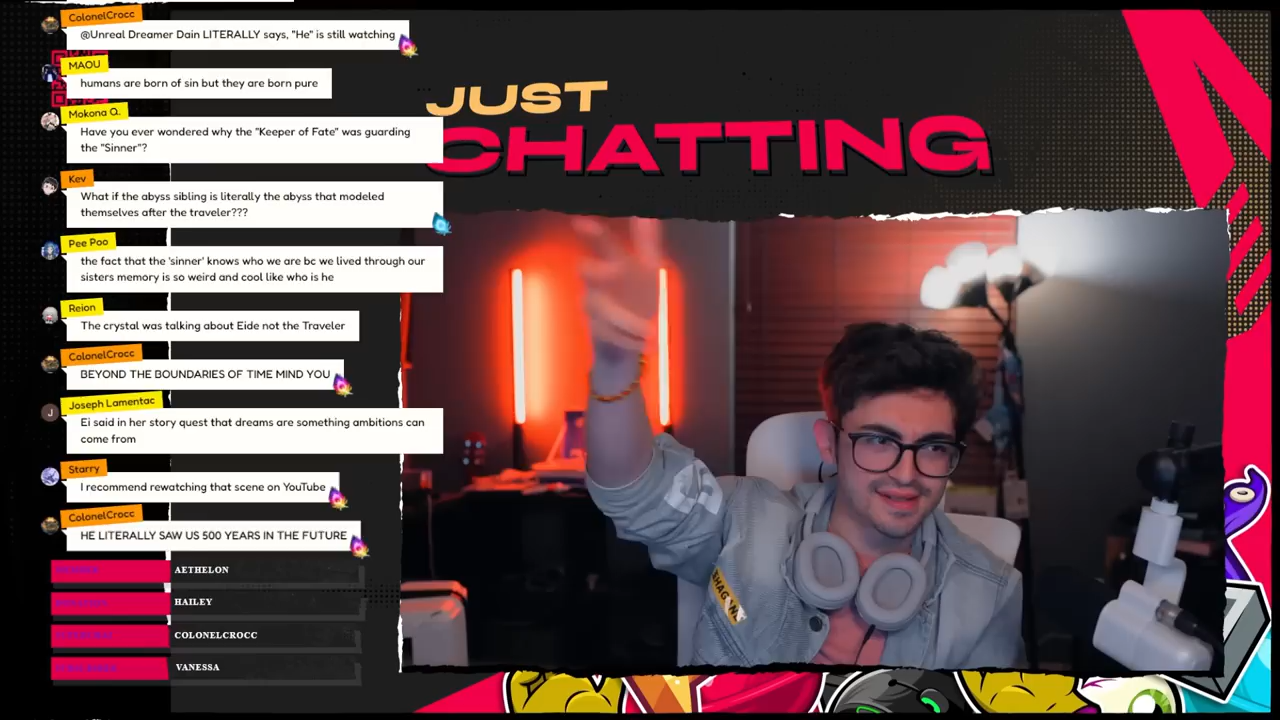 ColonelCrocc
@Unreal Dreamer Dain LITERALLY says, "He" is still watching
MAOU
humans are born of sin but they are born pure
Mokona Q.
Have you ever wondered why the "Keeper of Fate" was guarding
the "Sinner"?
Kev
What if the abyss sibling is literally the abyss that modeled
themselves after the traveler???
Pee Poo
the fact that the 'sinner' knows who we are bc we lived through our
sisters memory is so weird and cool like who is he
Reion
The crystal was talking about Eide not the Traveler
ColonelCrocc
BEYOND THE BOUNDARIES OF TIME MIND YOU
J
Joseph Lamentac
Ei said in her story quest that dreams are something ambitions can
come from
Starry
I recommend rewatching that scene on YouTube
ColonelCrocc
HE LITERALLY SAW US 500 YEARS IN THE FUTURE
AETHELON
HAILEY
COLONELCROCC
VANESSA
JUST
CHATTING